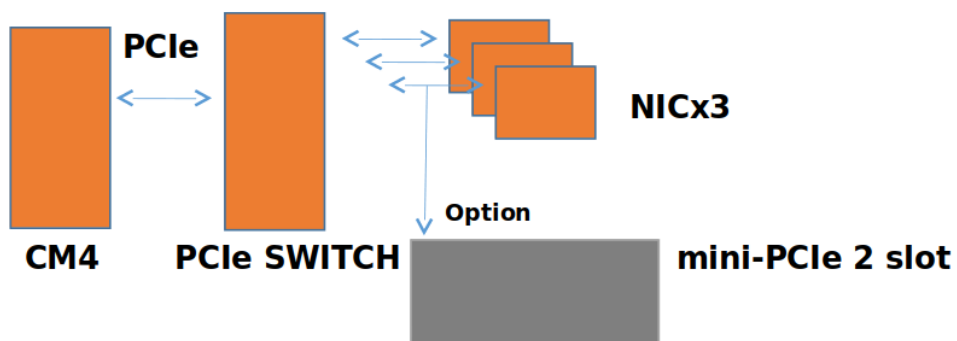 PCIe
NICx3
Option
CM4
PCIe SWITCH
mini-PCIe 2 slot